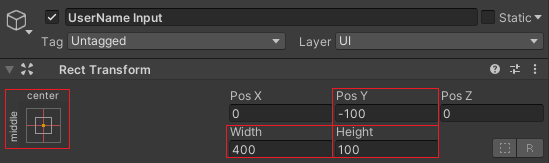 UserName Input
Static
Tag Untagged Layer UI
Rect Transform
center
middle
Pos X Pos Y Pos Z
0 -100 0
Width Height
400 100
R